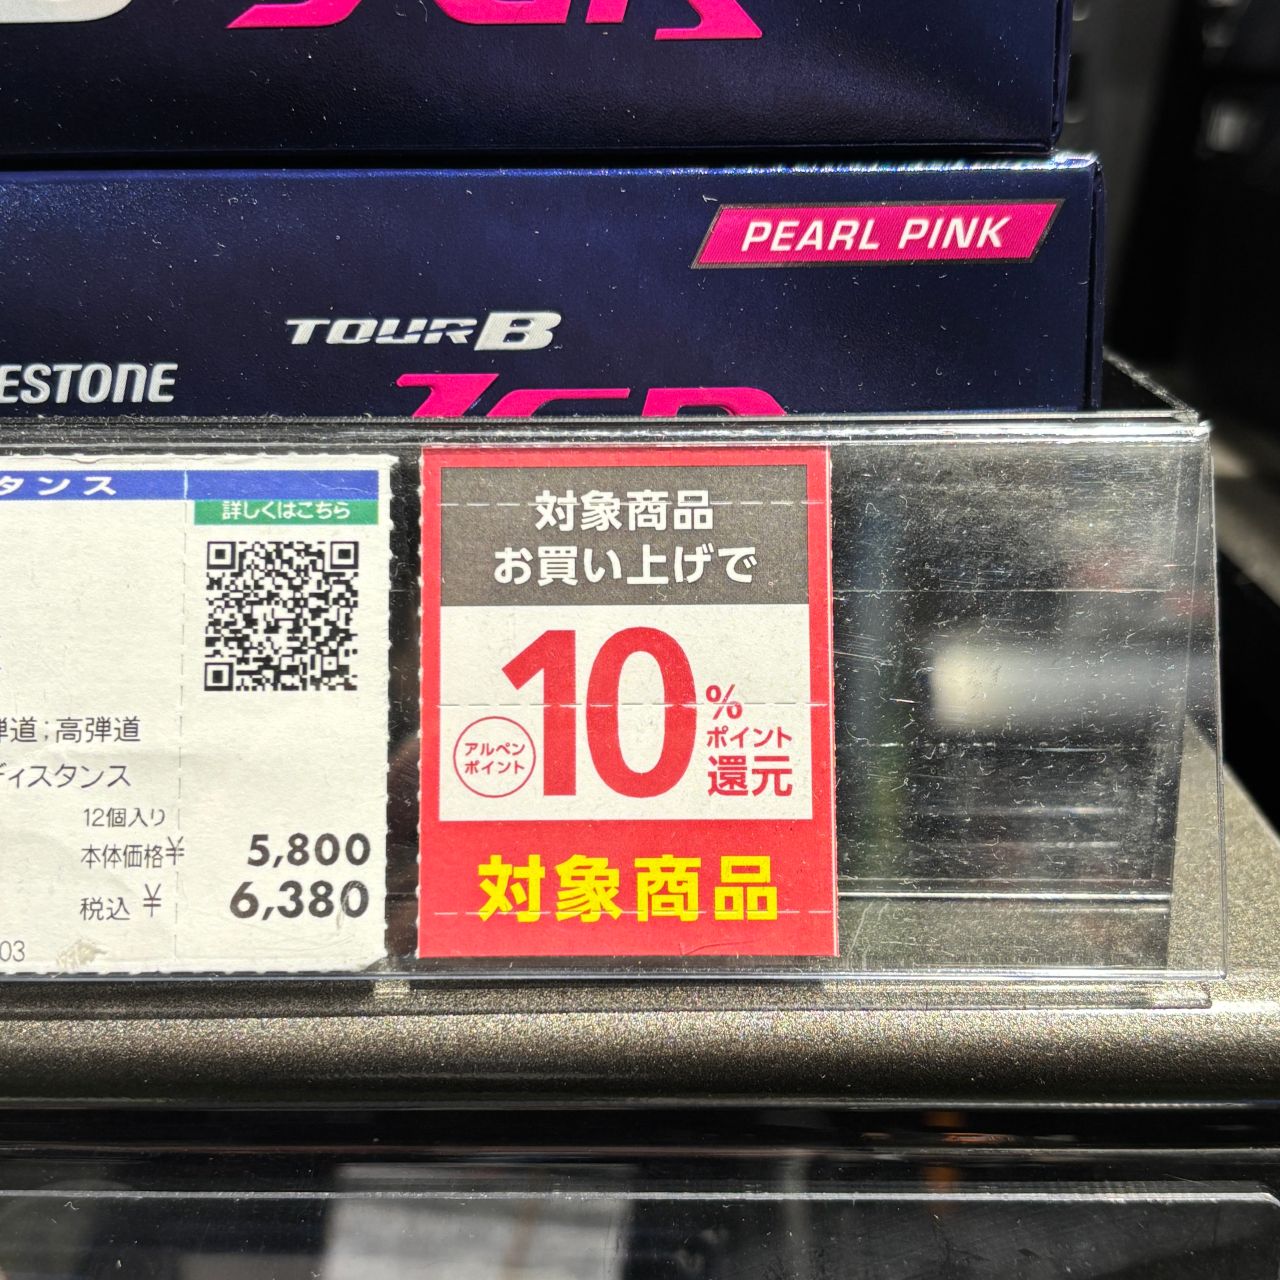 PEARL PINK
TOUR B
ESTONE
JGR
タンス
詳しくはこちら
弾道;高弾道
ディスタンス
12個入り
本体価格¥ 5,800
税込 ¥ 6,380
03
対象商品
お買い上げで
アルペン
ポイント
10%
ポイント
還元
対象商品